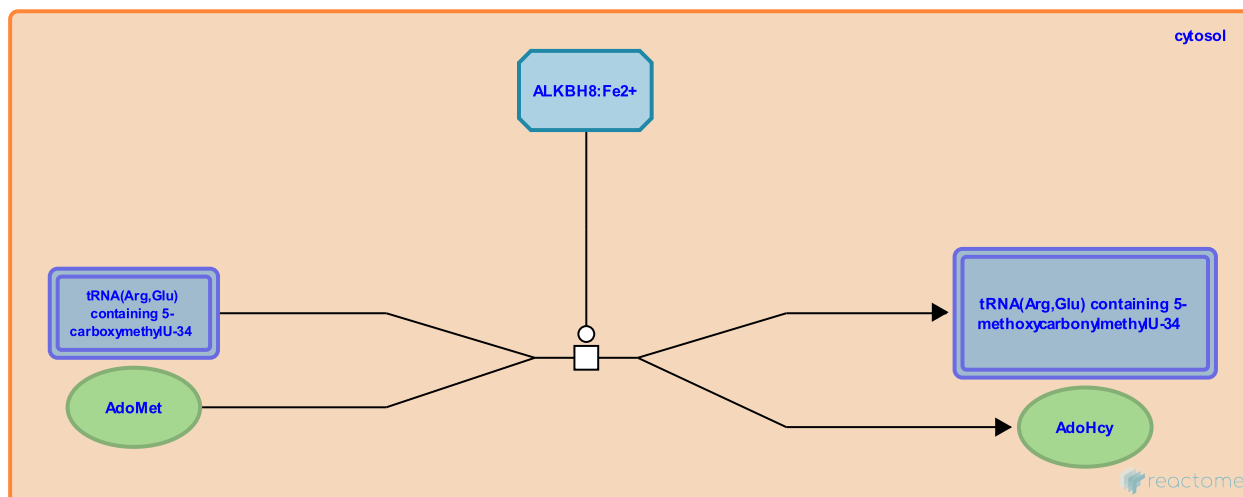 cytosol
ALKBH8:Fe2+
tRNA(Arg,Glu)
containing 5-
carboxymethylU-34
tRNA(Arg,Glu) containing 5-
methoxycarbonylmethylU-34
AdoMet
AdoHcy
reactome